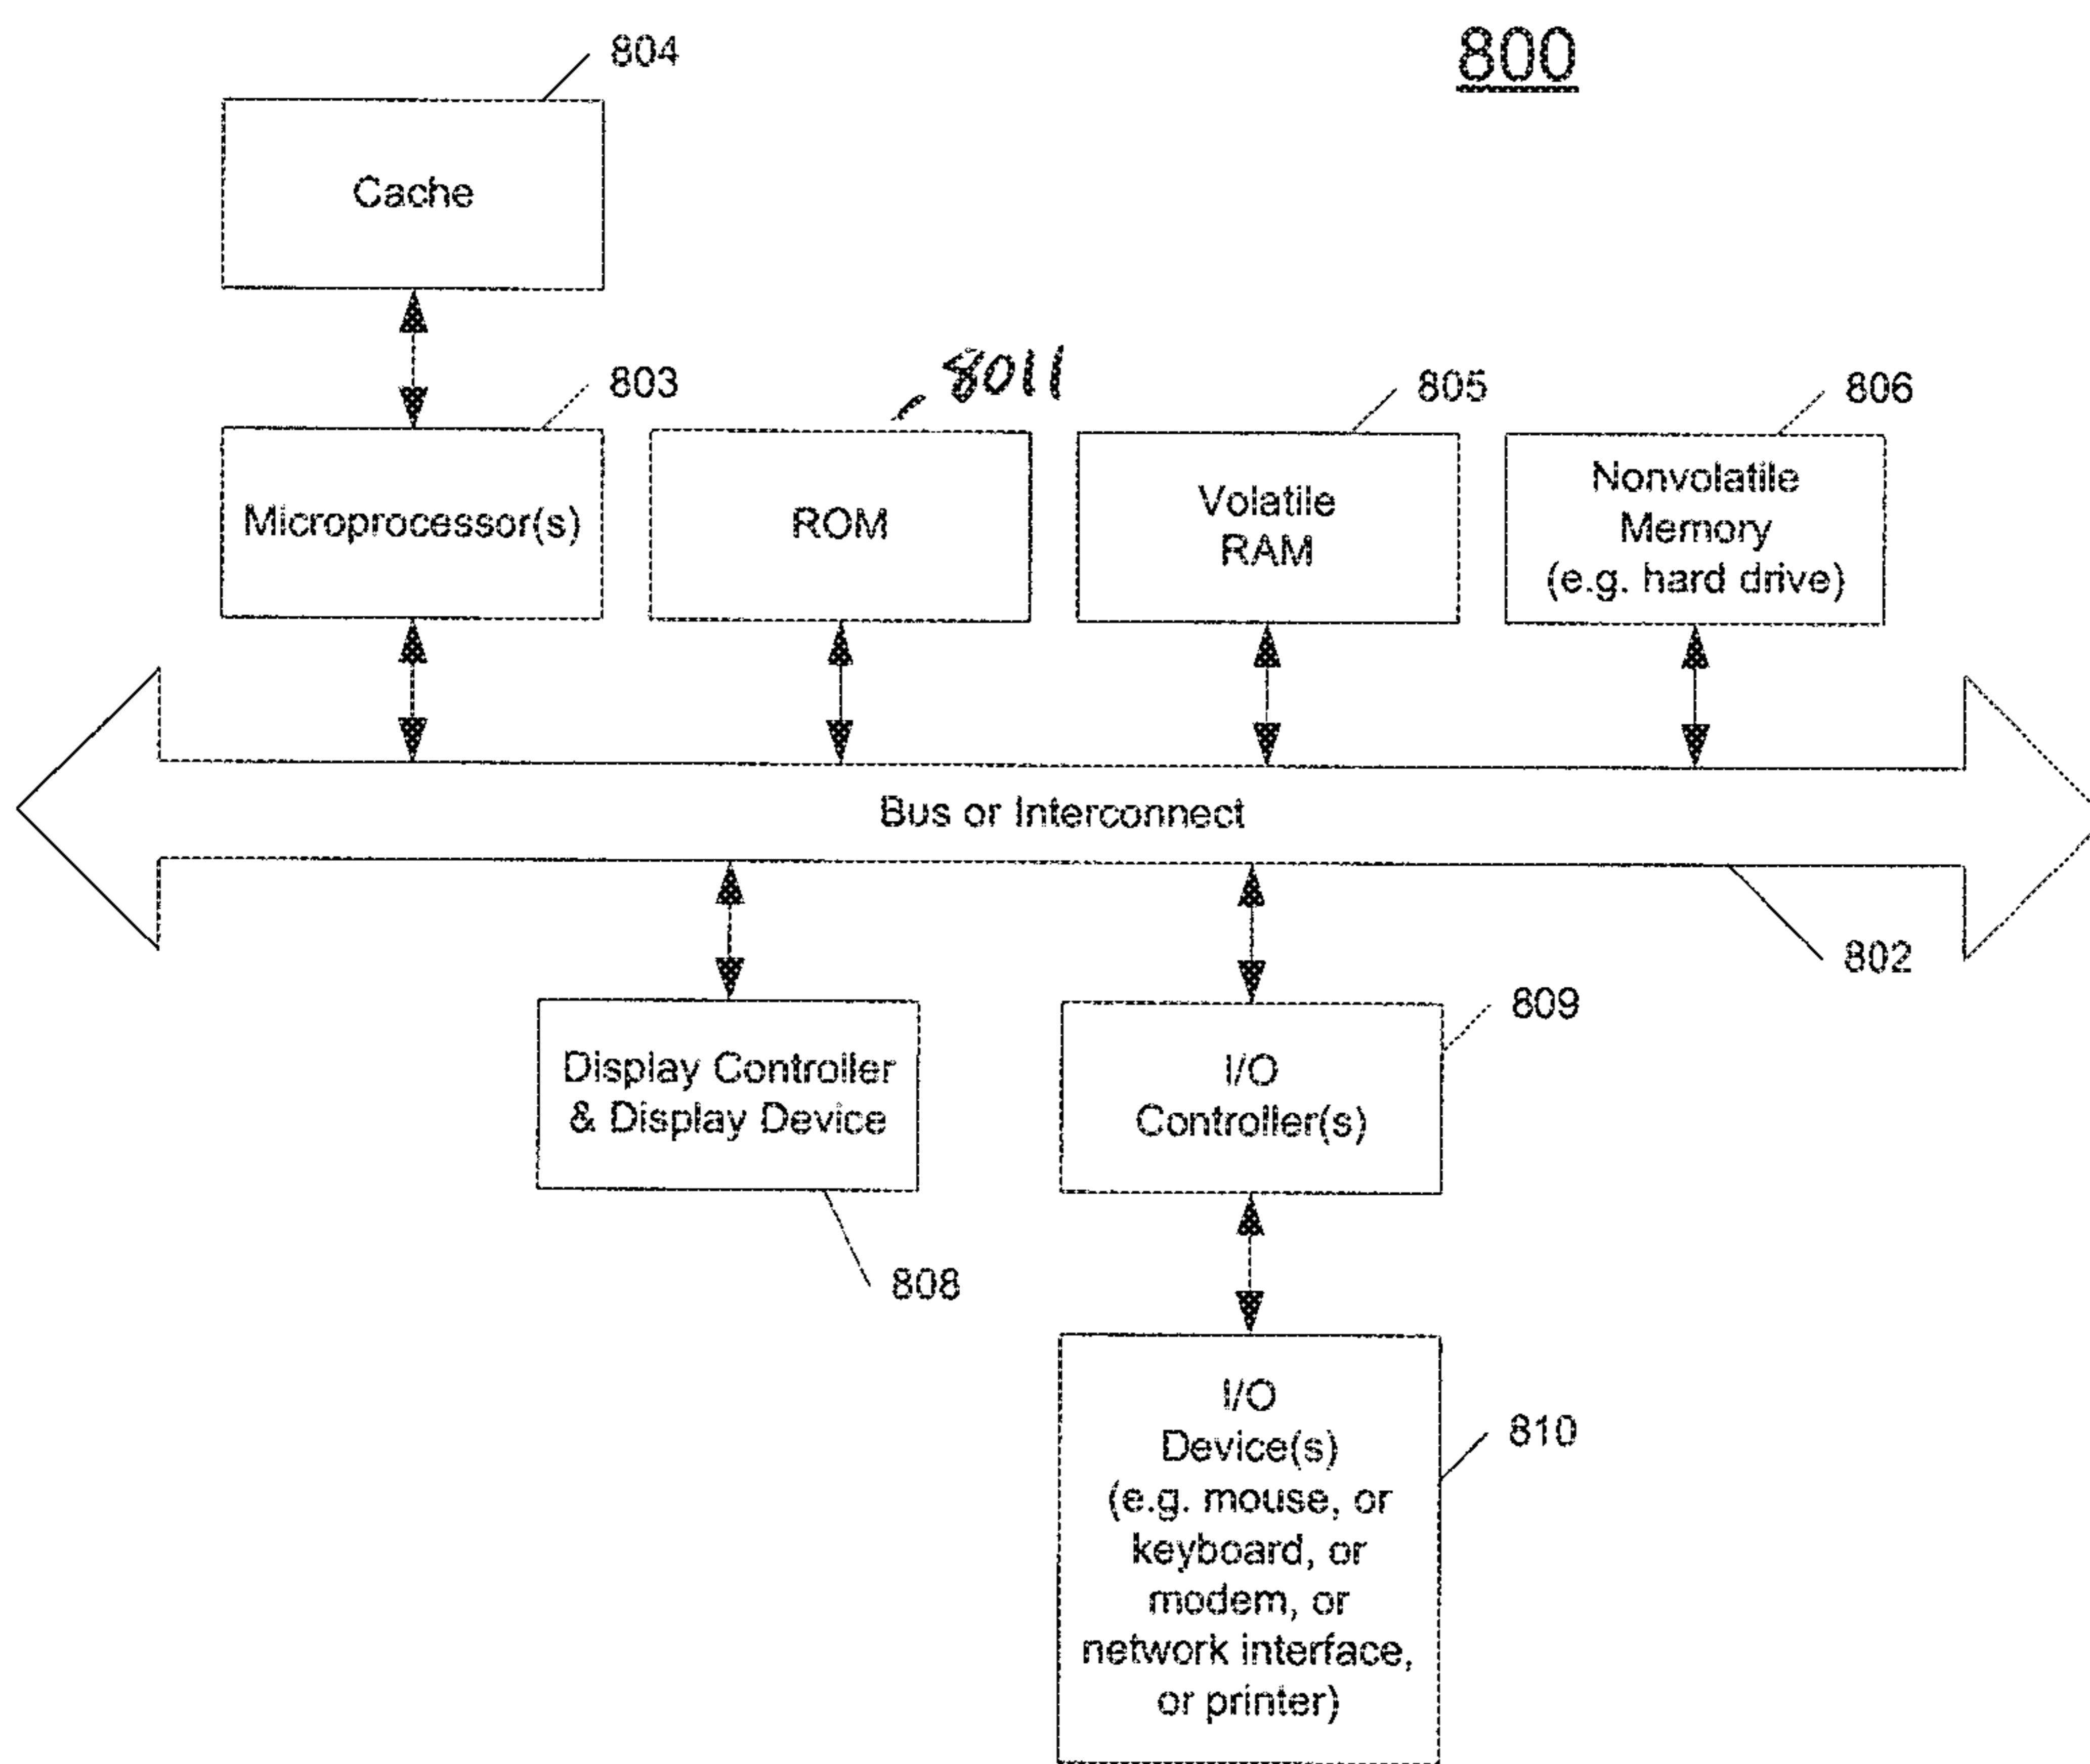 800
804
Cache
803
8011
805
806
Microprocessor(s)
ROM
Volatile
RAM
Nonvolatile
Memory
(e.g. hard drive)
Bus or Interconnect
802
Display Controller
& Display Device
808
809
I/O
Controller(s)
810
I/O
Device(s)
(e.g. mouse, or
keyboard, or
modem, or
network interface,
or printer)